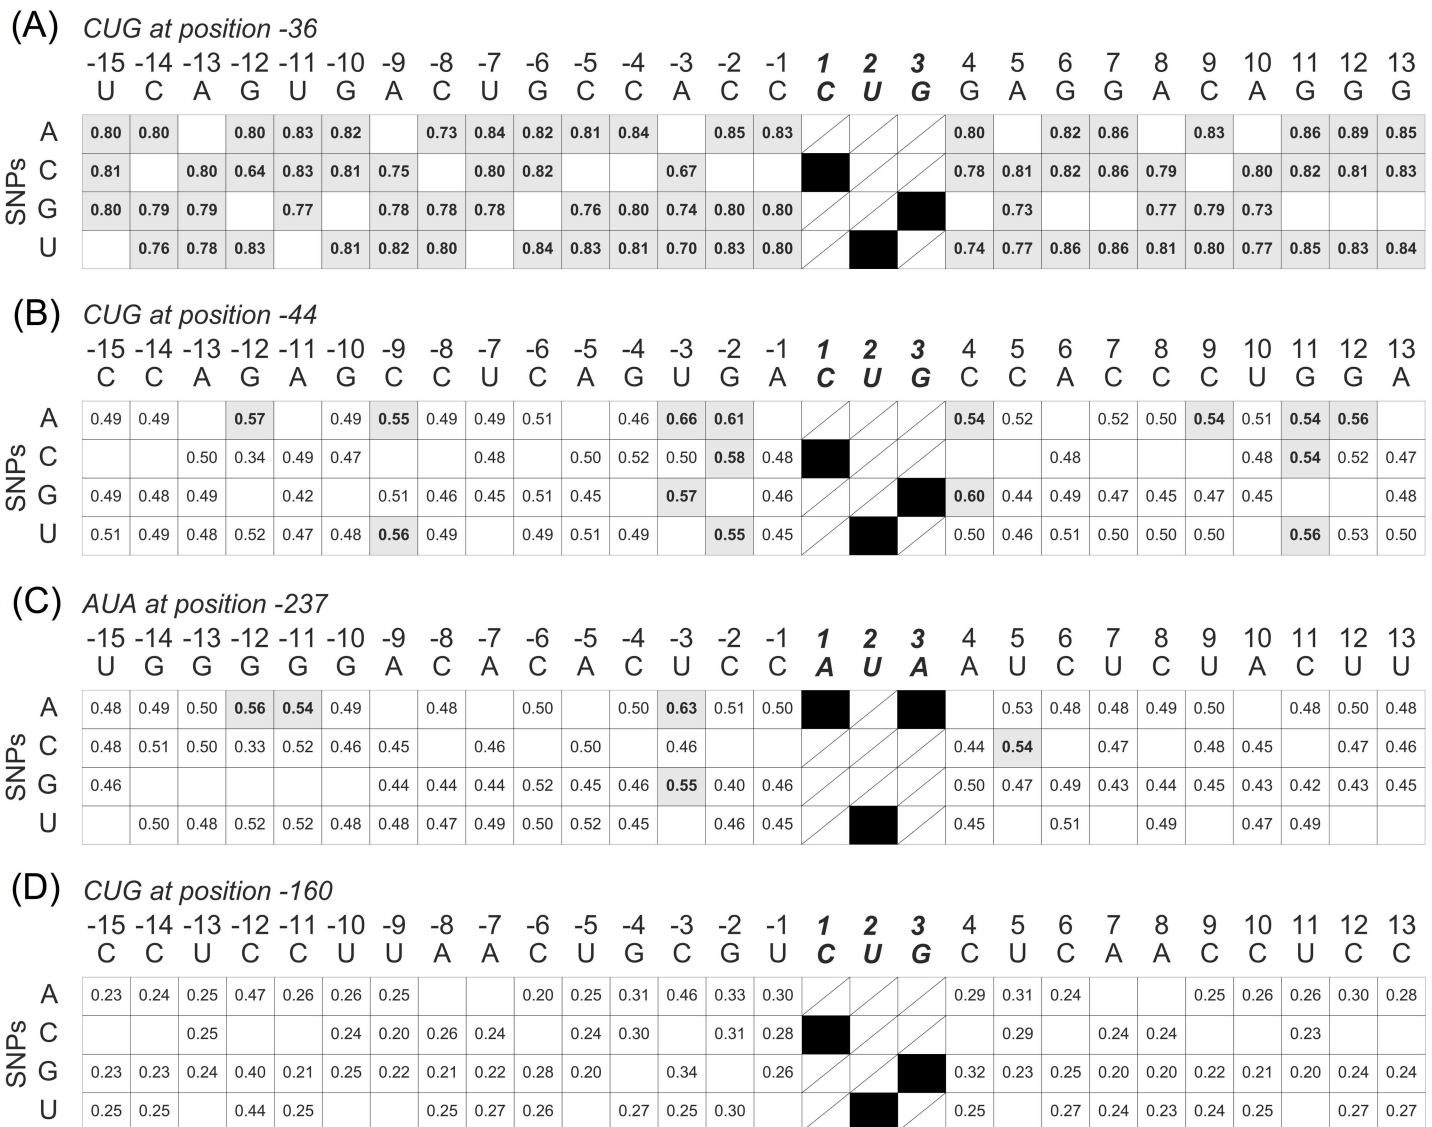 (A) CUG at position -36
-15 -14 -13 -12 -11 -10 -9 -8 -7 -6 -5 -4 -3 -2 -1 1 2 3 4 5 6 7 8 9 10 11 12 13
U C A G U G A C U G C C A C C C U G G A G G A C A G G G
A 0.80 0.80 0.80 0.83 0.82 0.73 0.84 0.82 0.81 0.84 0.85 0.83 0.80 0.82 0.86 0.83 0.86 0.89 0.85
SNPs
C 0.81 0.80 0.64 0.83 0.81 0.75 0.80 0.82 0.67 0.78 0.81 0.82 0.86 0.79 0.80 0.82 0.81 0.83
G 0.80 0.79 0.79 0.77 0.78 0.78 0.78 0.76 0.80 0.74 0.80 0.80 0.73 0.77 0.79 0.73
U 0.76 0.78 0.83 0.81 0.82 0.80 0.84 0.83 0.81 0.70 0.83 0.80 0.74 0.77 0.86 0.86 0.81 0.80 0.77 0.85 0.83 0.84
(B) CUG at position -44
-15 -14 -13 -12 -11 -10 -9 -8 -7 -6 -5 -4 -3 -2 -1 1 2 3 4 5 6 7 8 9 10 11 12 13
C C A G A G C C U C A G U G A C U G C C A C C C U G G A
A 0.49 0.49 0.57 0.49 0.55 0.49 0.49 0.51 0.46 0.66 0.61 0.54 0.52 0.52 0.50 0.54 0.51 0.54 0.56
SNPs
C 0.50 0.34 0.49 0.47 0.48 0.50 0.52 0.50 0.58 0.48 0.48 0.48 0.54 0.52 0.47
G 0.49 0.48 0.49 0.42 0.51 0.46 0.45 0.51 0.45 0.57 0.46 0.60 0.44 0.49 0.47 0.45 0.47 0.45 0.48
U 0.51 0.49 0.48 0.52 0.47 0.48 0.56 0.49 0.49 0.51 0.49 0.55 0.45 0.50 0.46 0.51 0.50 0.50 0.50 0.56 0.53 0.50
(C) AUA at position -237
-15 -14 -13 -12 -11 -10 -9 -8 -7 -6 -5 -4 -3 -2 -1 1 2 3 4 5 6 7 8 9 10 11 12 13
U G G G G G A C A C A C U C C A U A A U C U C U A C U U
A 0.48 0.49 0.50 0.56 0.54 0.49 0.48 0.50 0.50 0.63 0.51 0.50 0.53 0.48 0.48 0.49 0.50 0.48 0.50 0.48
SNPs
C 0.48 0.51 0.50 0.33 0.52 0.46 0.45 0.46 0.50 0.46 0.44 0.54 0.47 0.48 0.45 0.47 0.46
G 0.46 0.44 0.44 0.44 0.52 0.45 0.46 0.55 0.40 0.46 0.50 0.47 0.49 0.43 0.44 0.45 0.43 0.42 0.43 0.45
U 0.50 0.48 0.52 0.52 0.48 0.48 0.47 0.49 0.50 0.52 0.45 0.46 0.45 0.45 0.51 0.49 0.47 0.49
(D) CUG at position -160
-15 -14 -13 -12 -11 -10 -9 -8 -7 -6 -5 -4 -3 -2 -1 1 2 3 4 5 6 7 8 9 10 11 12 13
C C U C C U U A A C U G C G U C U G C U C A A C C U C C
A 0.23 0.24 0.25 0.47 0.26 0.26 0.25 0.20 0.25 0.31 0.46 0.33 0.30 0.29 0.31 0.24 0.25 0.26 0.26 0.30 0.28
SNPs
C 0.25 0.24 0.20 0.26 0.24 0.24 0.30 0.31 0.28 0.29 0.24 0.24 0.23
G 0.23 0.23 0.24 0.40 0.21 0.25 0.22 0.21 0.22 0.28 0.20 0.34 0.26 0.32 0.23 0.25 0.20 0.20 0.22 0.21 0.20 0.24 0.24
U 0.25 0.25 0.44 0.25 0.25 0.27 0.26 0.27 0.25 0.30 0.25 0.27 0.24 0.23 0.24 0.25 0.27 0.27